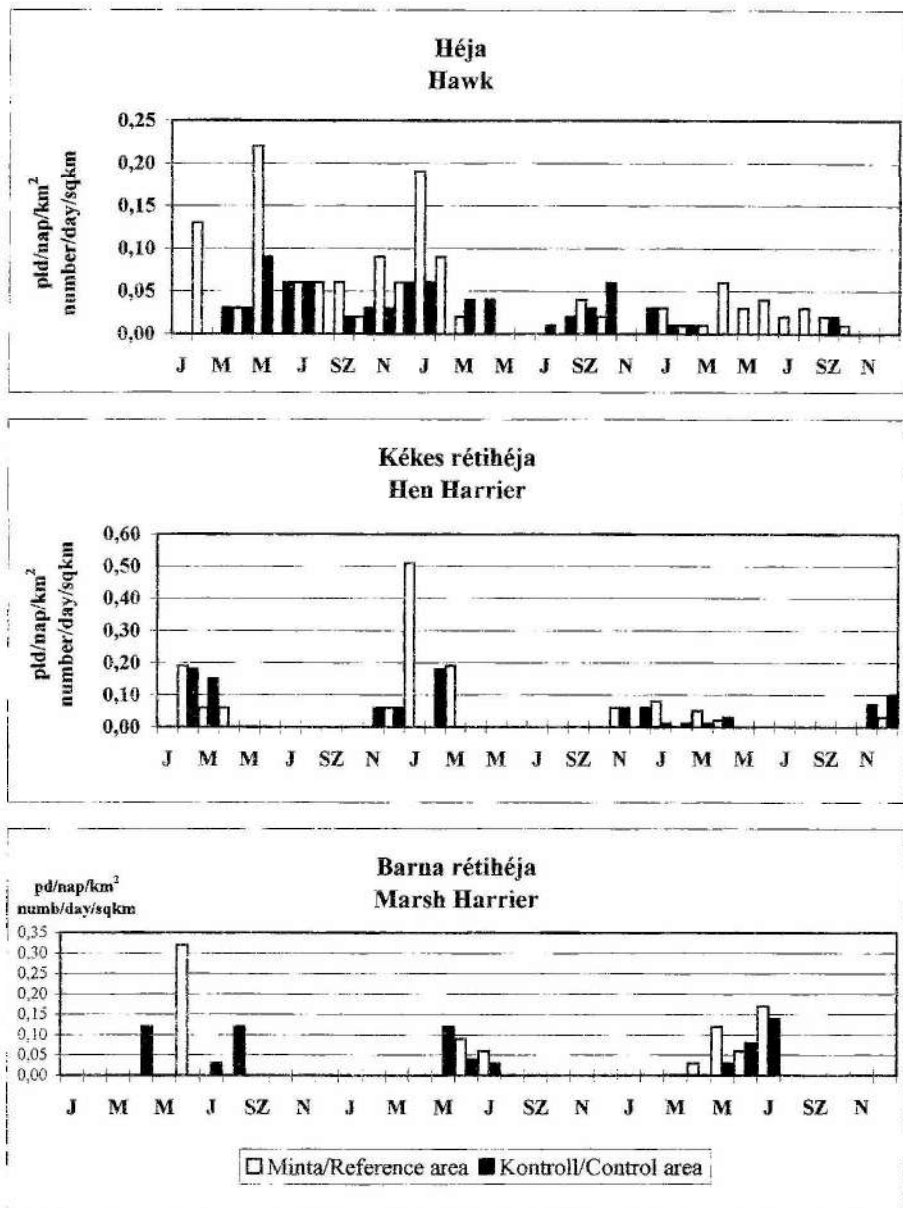 Héja
Hawk
pld/nap/km²
number/day/sqkm
0,25
0,20
0,15
0,10
0,05
0,00
J M M J SZ N J M M J SZ N J M M J SZ N
Kékes rétihéja
Hen Harrier
pld/nap/km²
number/day/sqkm
0,60
0,50
0,40
0,30
0,20
0,10
0,00
J M M J SZ N J M M J SZ N J M M J SZ N
Barna rétihéja
Marsh Harrier
pd/nap/km²
numb/day/sqkm
0,35
0,30
0,25
0,20
0,15
0,10
0,05
0,00
J M M J SZ N J M M J SZ N J M M J SZ N
Minta/Reference area Kontroll/Control area